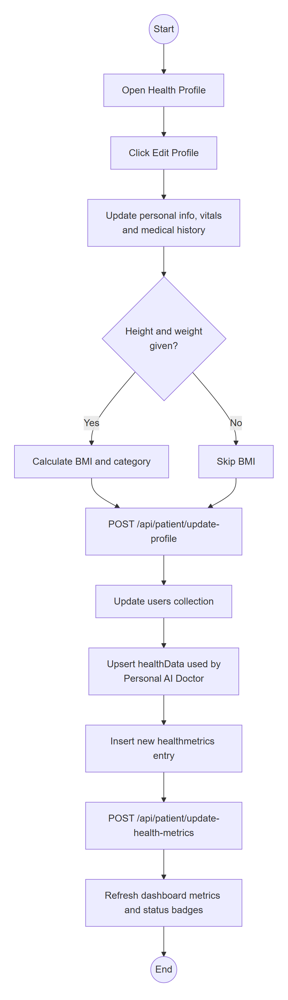 Start
Open Health Profile
Click Edit Profile
Update personal info, vitals
and medical history
Height and weight
given?
Yes
No
Calculate BMI and category
Skip BMI
POST /api/patient/update-
profile
Update users collection
Upsert healthData used by
Personal AI Doctor
Insert new healthmetrics
entry
POST /api/patient/update-
health-metrics
Refresh dashboard metrics
and status badges
End